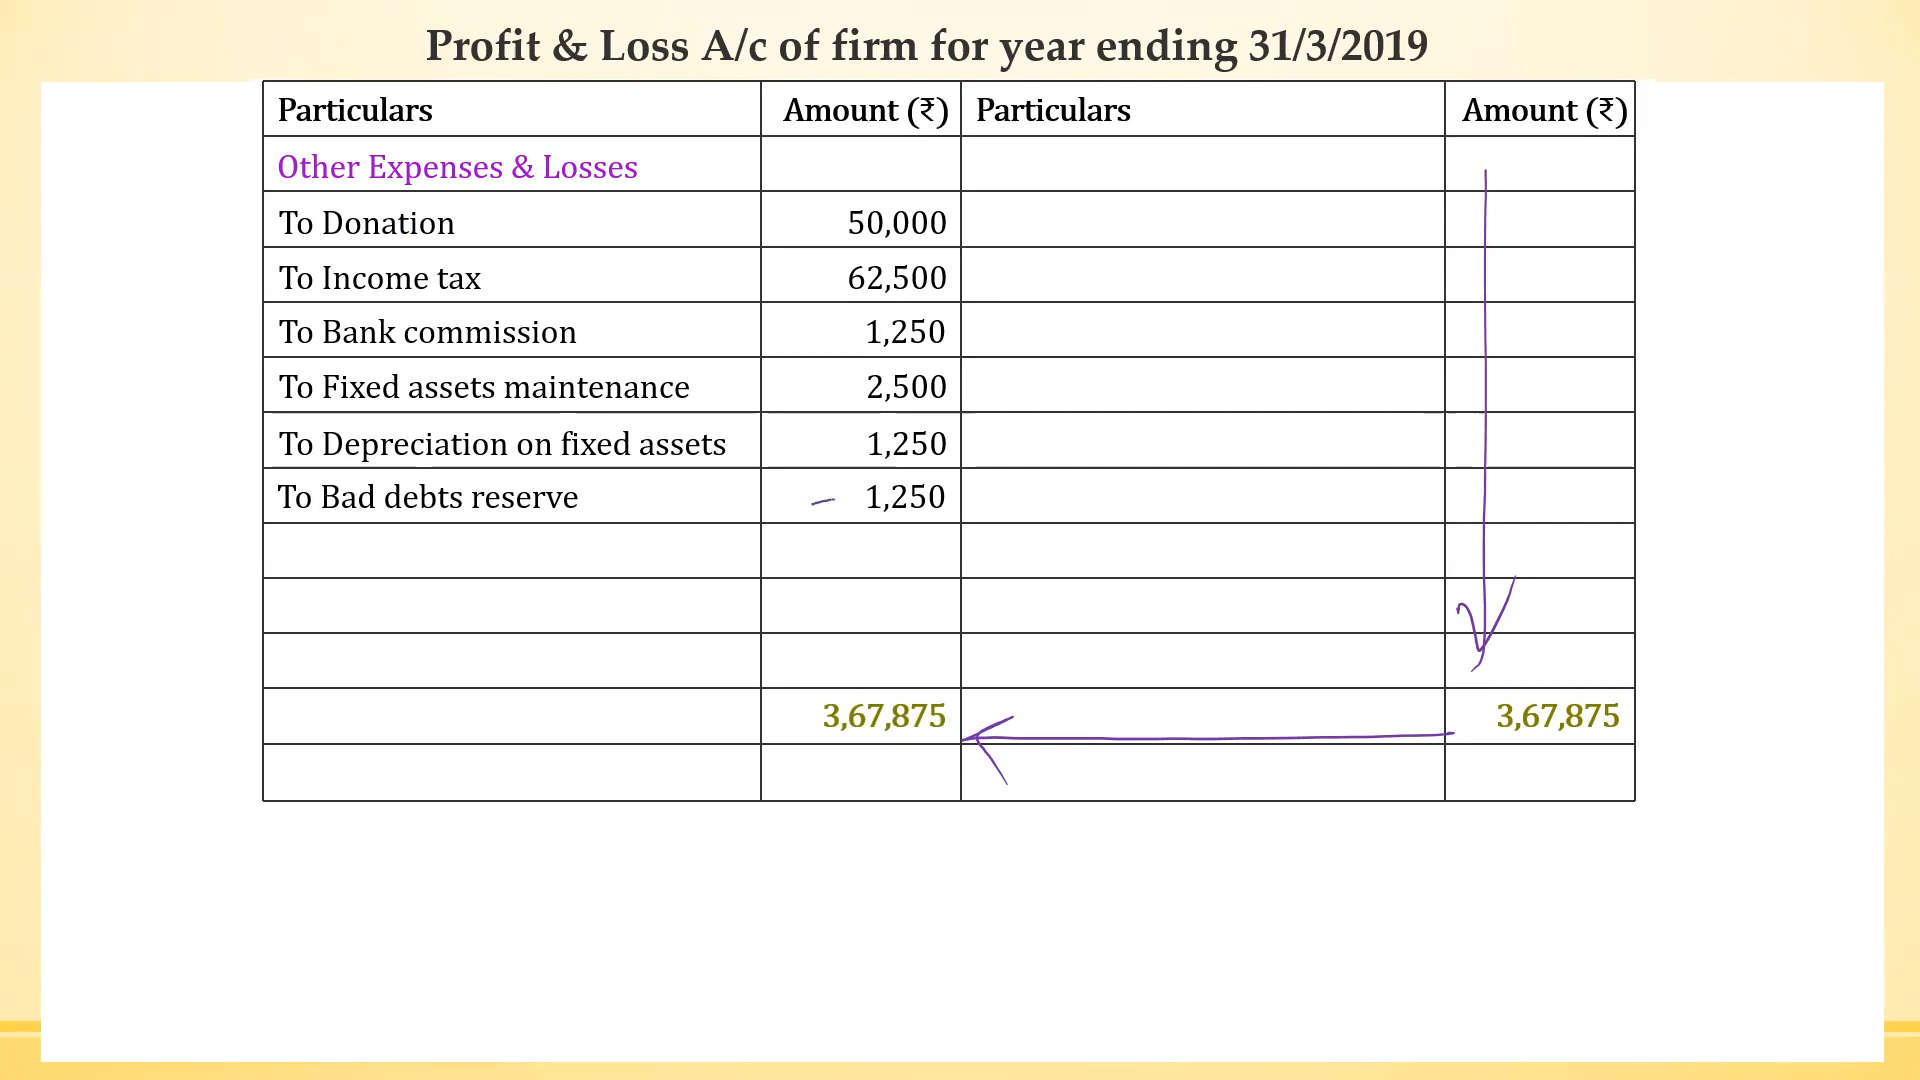 Profit & Loss A/c of firm for year ending 31/3/2019
Particulars Amount (₹) Particulars Amount (₹)
Other Expenses & Losses
To Donation 50,000
To Income tax 62,500
To Bank commission 1,250
To Fixed assets maintenance 2,500
To Depreciation on fixed assets 1,250
To Bad debts reserve 1,250
3,67,875 3,67,875